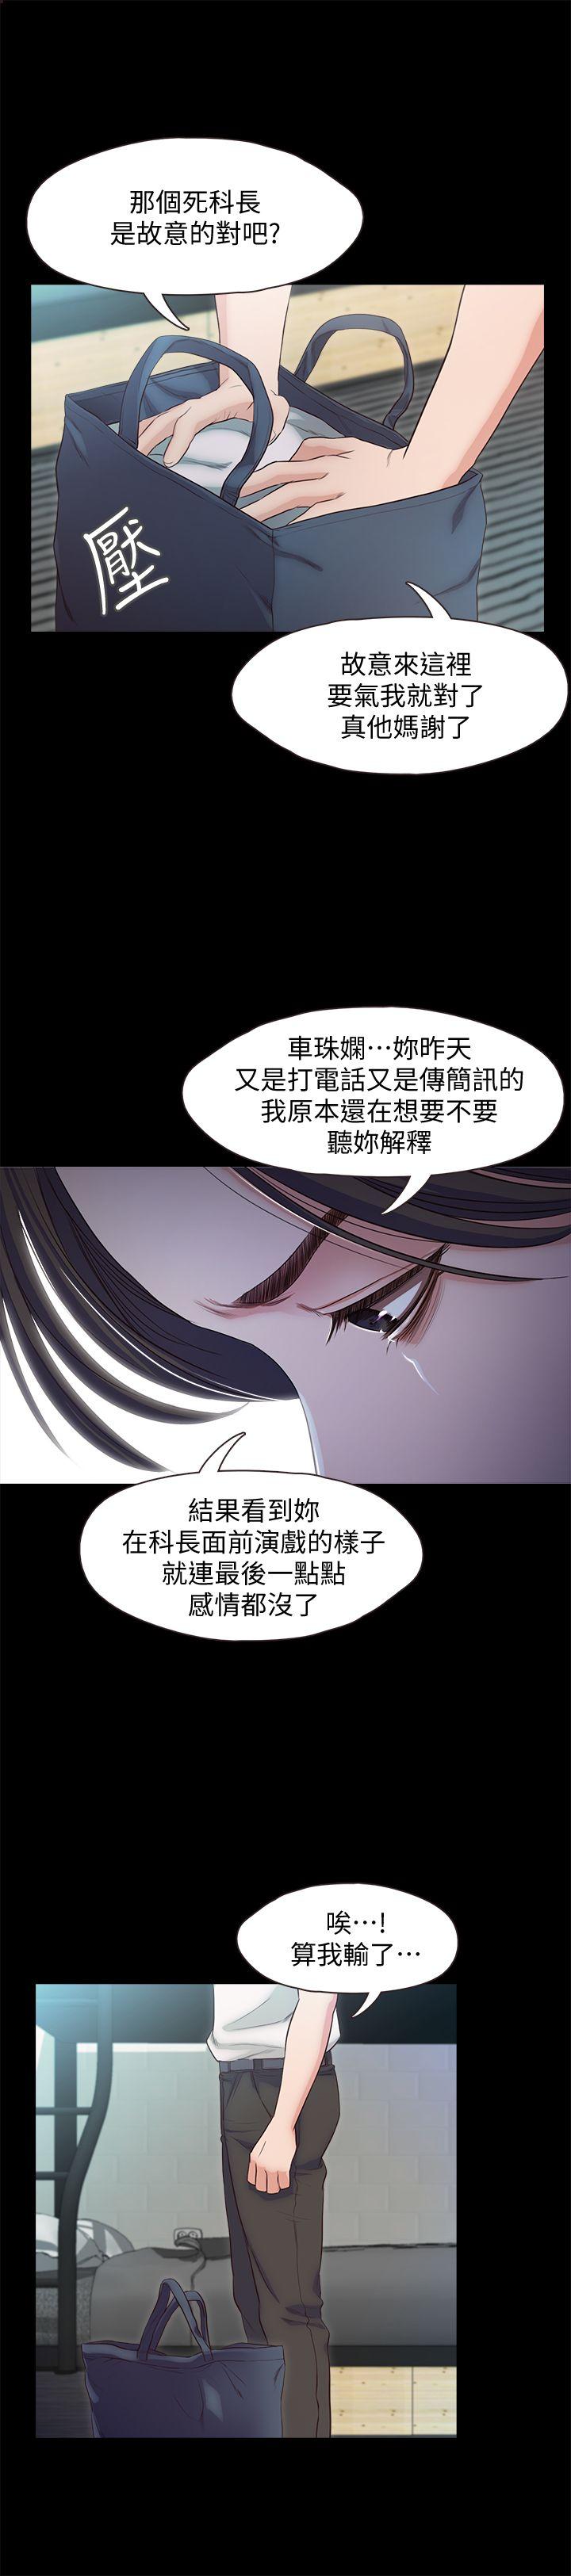 那個死科長
是故意的對吧?
壓
故意來這裡
要氣我就對了
真他媽謝了
車珠嫻⋯妳昨天
又是打電話又是傳簡訊的
我原本還在想要不要
聽妳解釋
結果看到妳
在科長面前演戲的樣子
就連最後一點點
感情都沒了
唉⋯!
算我輸了⋯